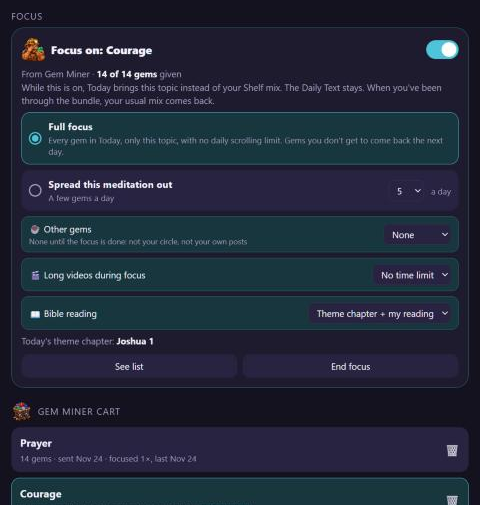 FOCUS
Focus on: Courage
From Gem Miner · 14 of 14 gems given
While this is on, Today brings this topic instead of your Shelf mix. The Daily Text stays. When you've been
through the bundle, your usual mix comes back.
Full focus
Every gem in Today, only this topic, with no daily scrolling limit. Gems you don't get to come back the next
day.
Spread this meditation out
A few gems a day
5 a day
Other gems
None until the focus is done: not your circle, not your own posts
None
Long videos during focus
No time limit
Bible reading
Theme chapter + my reading
Today's theme chapter: Joshua 1
See list
End focus
GEM MINER CART
Prayer
14 gems · sent Nov 24 · focused 1×, last Nov 24
Courage